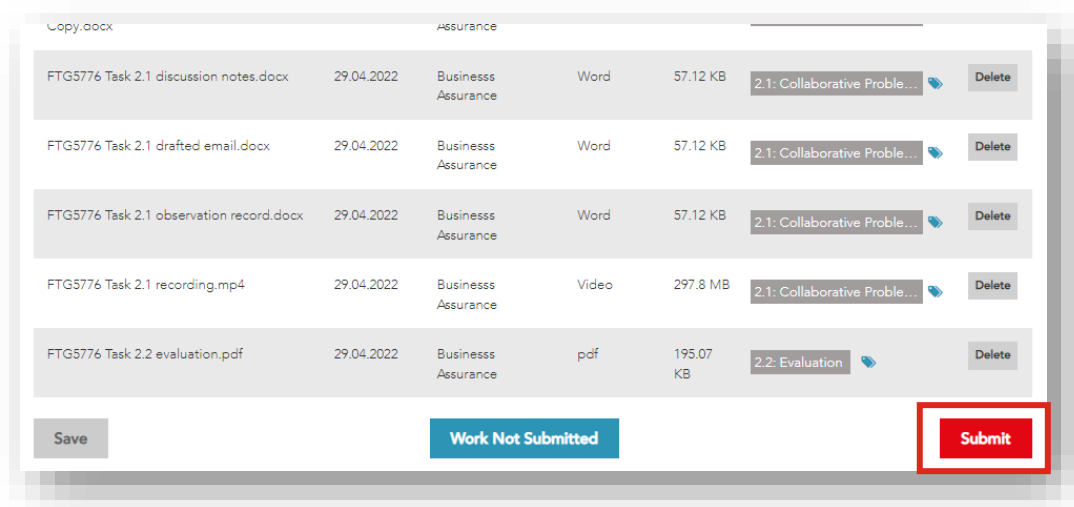 Copy.docx Assurance
FTG5776 Task 2.1 discussion notes.docx 29.04.2022 Businesss Word 57.12 KB 2.1: Collaborative Proble... Delete
Assurance
FTG5776 Task 2.1 drafted email.docx 29.04.2022 Businesss Word 57.12 KB 2.1: Collaborative Proble... Delete
Assurance
FTG5776 Task 2.1 observation record.docx 29.04.2022 Businesss Word 57.12 KB 2.1: Collaborative Proble... Delete
Assurance
FTG5776 Task 2.1 recording.mp4 29.04.2022 Businesss Video 297.8 MB 2.1: Collaborative Proble... Delete
Assurance
FTG5776 Task 2.2 evaluation.pdf 29.04.2022 Businesss pdf 195.07 2.2: Evaluation Delete
Assurance KB
Save Work Not Submitted Submit